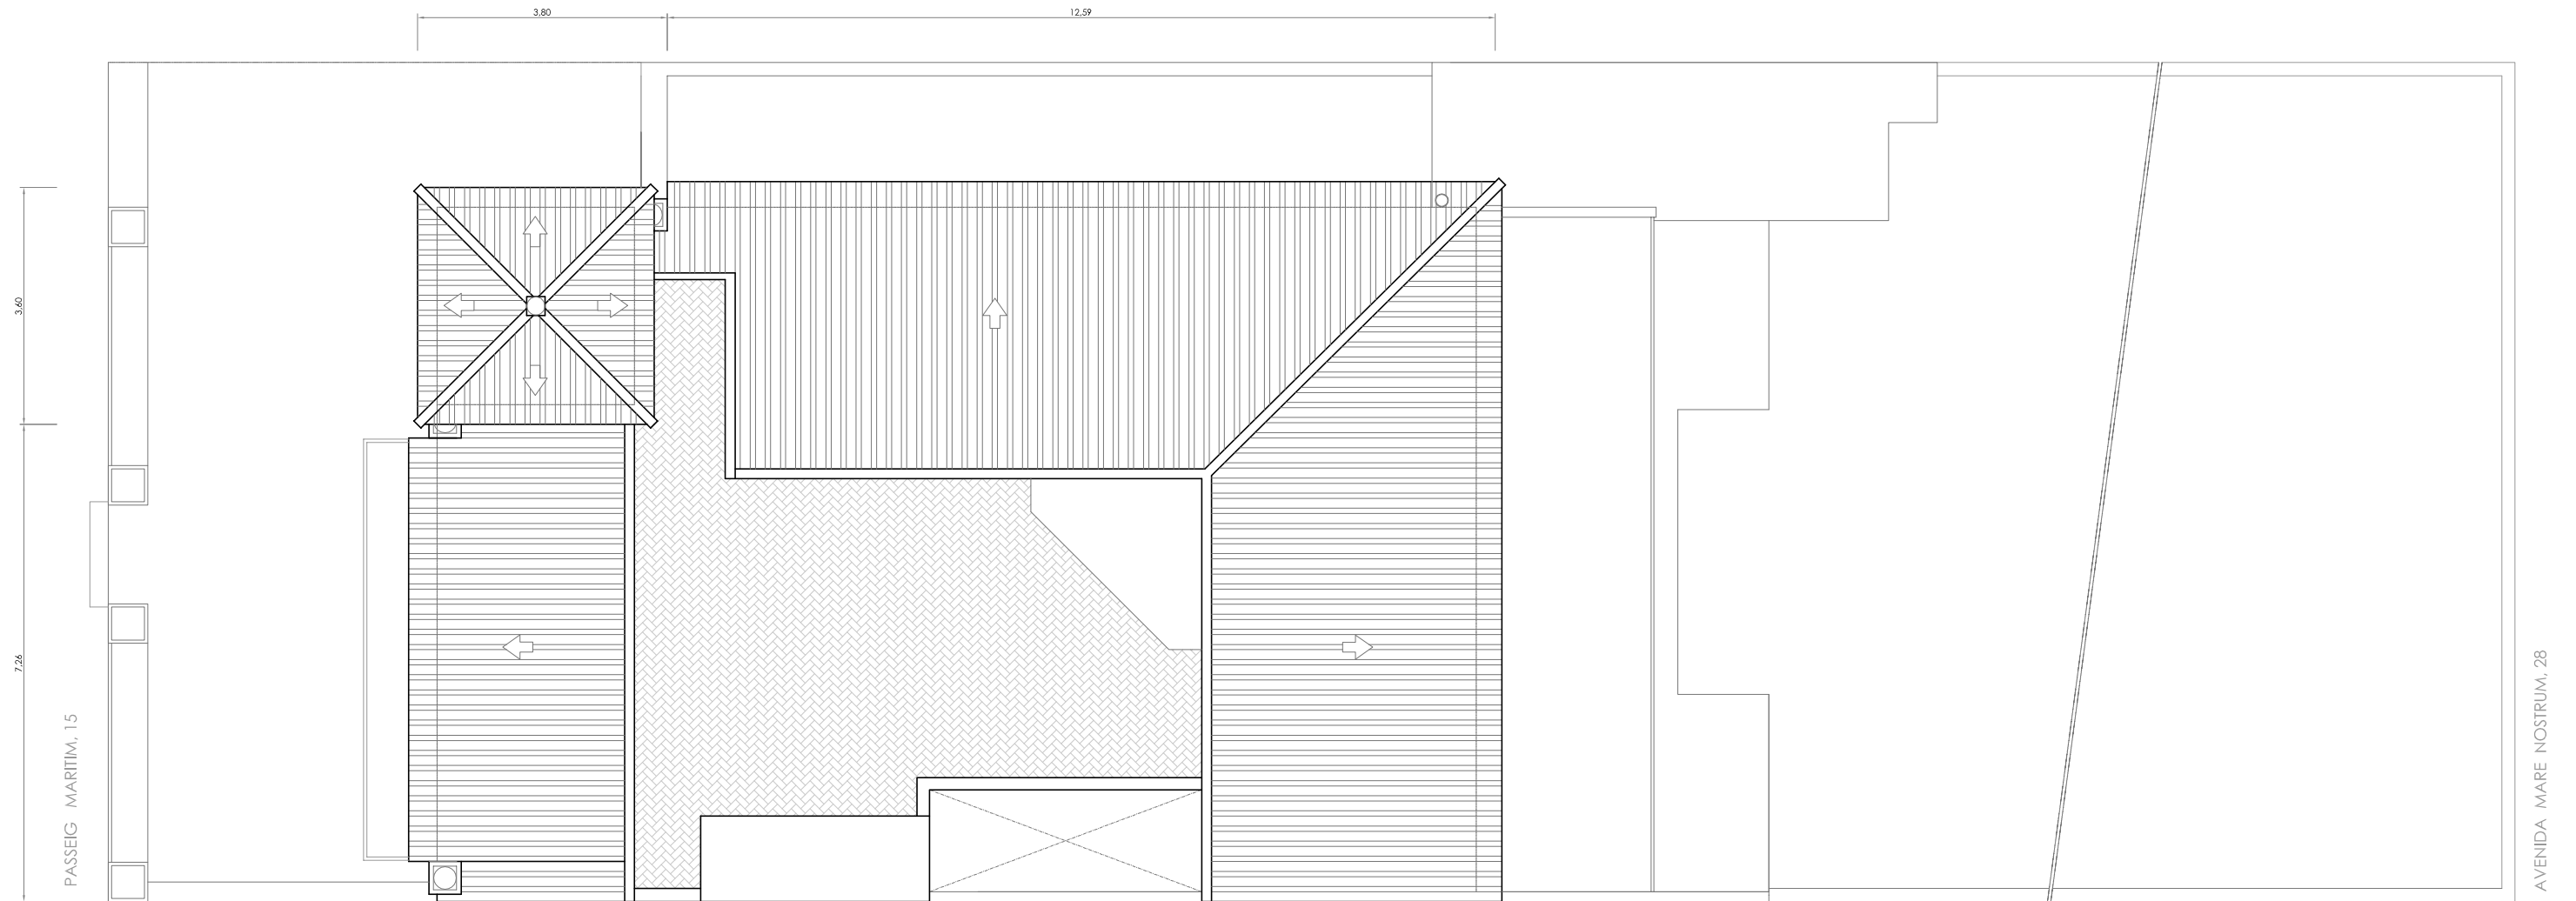 3,80
12,59
3,60
7,26
PASSEIG MARITIM, 15
AVENIDA MARE NOSTRUM, 28